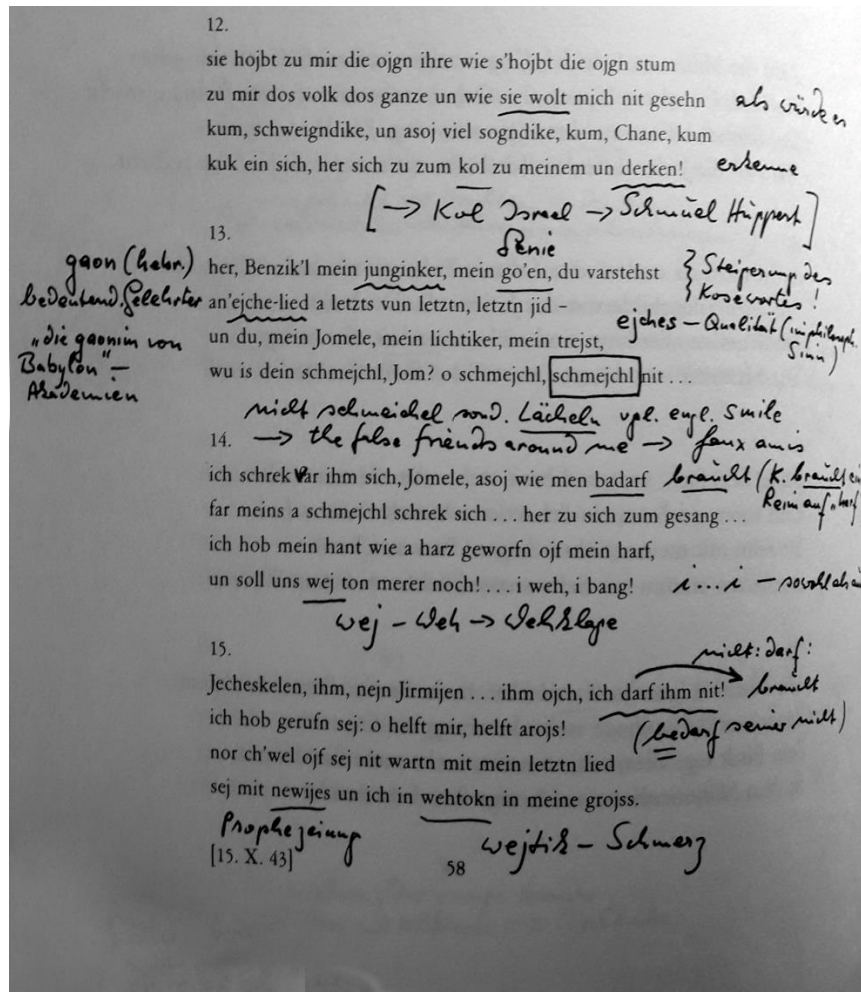 12.
sie hojbt zu mir die ojgn ihre wie s'hojbt die ojgn stum
zu mir dos volk dos ganze un wie sie wolt mich nit gesehn als würde er
kum, schweigndike, un asoj viel sogndike, kum, Chane, kum
kuk ein sich, her sich zu zum kol zu meinem un derken! erkenne
[→ Kol Israel → Schmuel Huppert]
13.
Genie
gaon (hebr.)
bedeutend. Gelehrter
„die gaonim von
Babylon" –
Akademien
her, Benzik'l mein junginker, mein go'en, du varstehst } Steigerung des
an'ejche-lied a letzts vun letztn, letztn jid – } Kosewortes!
ejches – Qualität (im philosoph.
Sinn)
un du, mein Jomele, mein lichtiker, mein trejst,
wu is dein schmejchl, Jom? o schmejchl, schmejchl nit . . .
nicht schmeichel sond. Lächeln vgl. engl. smile
14. → the false friends around me → faux amis
ich schrek var ihm sich, Jomele, asoj wie men badarf braucht (K. braucht ein
Reim auf „harf
far meins a schmejchl schrek sich . . . her zu sich zum gesang . . .
ich hob mein hant wie a harz geworfn ojf mein harf,
un soll uns wej ton merer noch! . . . i weh, i bang! i...i – sowohl als
wej – Weh → Wehklage
15.
nicht: darf:
Jecheskelen, ihm, nejn Jirmijen . . . ihm ojch, ich darf ihm nit! braucht
ich hob gerufn sej: o helft mir, helft arojs! (bedarf seiner nicht)
nor ch'wel ojf sej nit wartn mit mein letztn lied
sej mit newijes un ich in wehtokn in meine grojss.
Prophezeiung
wejtik – Schmerz
[15. X. 43]
58